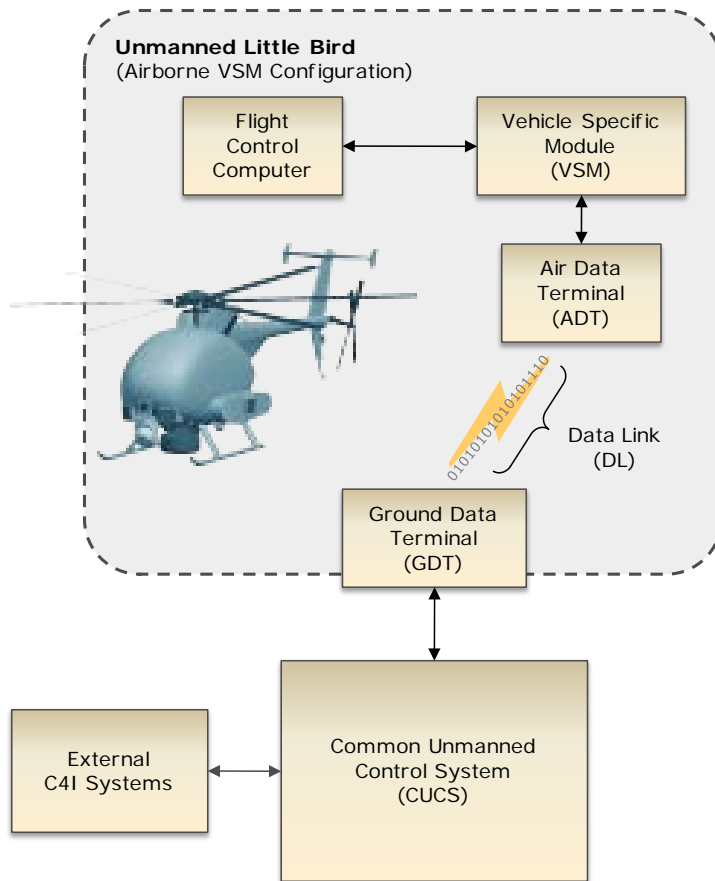 Unmanned Little Bird
(Airborne VSM Configuration)
Flight
Control
Computer
Vehicle Specific
Module
(VSM)
Air Data
Terminal
(ADT)
01010101010101110
Data Link
(DL)
Ground Data
Terminal
(GDT)
External
C4I Systems
Common Unmanned
Control System
(CUCS)